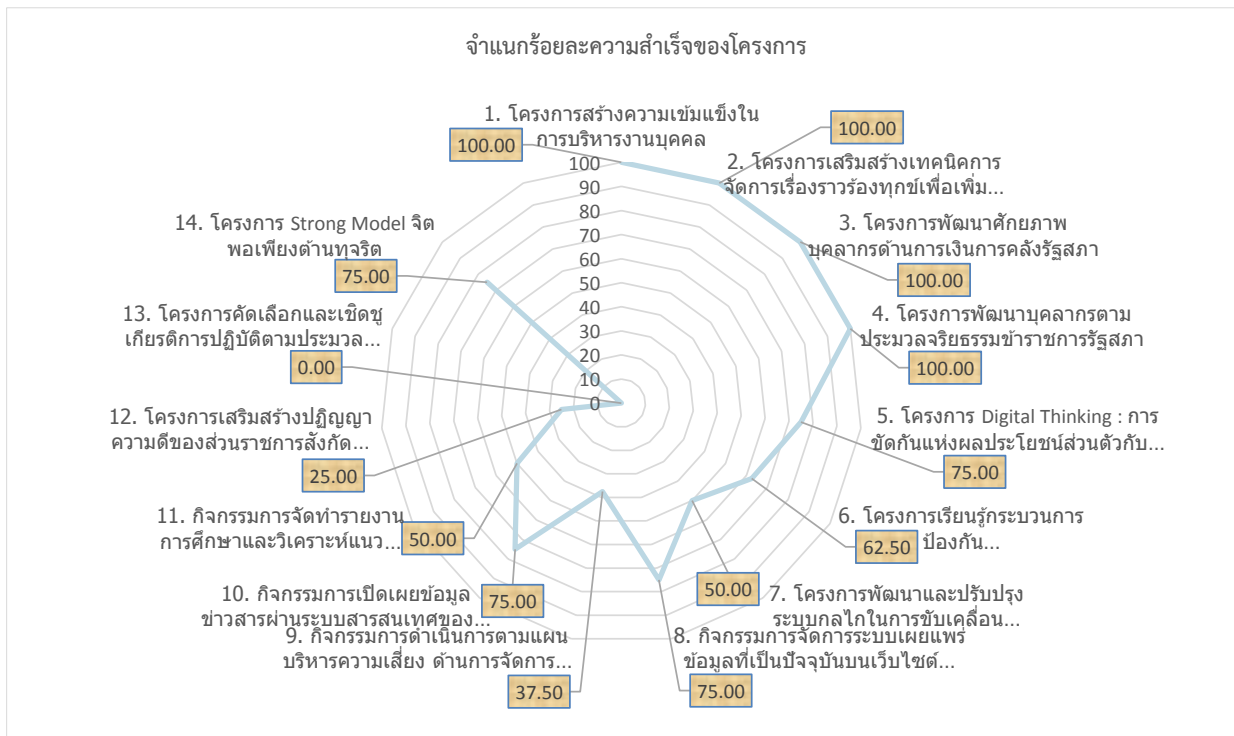 จำแนกร้อยละความสำเร็จของโครงการ
1. โครงการสร้างความเข้มแข็งใน
การบริหารงานบุคคล
100.00
2. โครงการเสริมสร้างเทคนิคการ
จัดการเรื่องราวร้องทุกข์เพื่อเพิ่ม...
100.00
3. โครงการพัฒนาศักยภาพ
บุคลากรด้านการเงินการคลังรัฐสภา
100.00
4. โครงการพัฒนาบุคลากรตาม
ประมวลจริยธรรมข้าราชการรัฐสภา
100.00
5. โครงการ Digital Thinking : การ
ขัดกันแห่งผลประโยชน์ส่วนตัวกับ...
75.00
6. โครงการเรียนรู้กระบวนการ
ป้องกัน...
62.50
7. โครงการพัฒนาและปรับปรุง
ระบบกลไกในการขับเคลื่อน...
50.00
8. กิจกรรมการจัดการระบบเผยแพร่
ข้อมูลที่เป็นปัจจุบันบนเว็บไซต์...
75.00
9. กิจกรรมการดำเนินการตามแผน
บริหารความเสี่ยง ด้านการจัดการ...
37.50
10. กิจกรรมการเปิดเผยข้อมูล
ข่าวสารผ่านระบบสารสนเทศของ...
75.00
11. กิจกรรมการจัดทำรายงาน
การศึกษาและวิเคราะห์แนว...
50.00
12. โครงการเสริมสร้างปฏิญญา
ความดีของส่วนราชการสังกัด...
25.00
13. โครงการคัดเลือกและเชิดชู
เกียรติการปฏิบัติตามประมวล...
0.00
14. โครงการ Strong Model จิต
พอเพียงต้านทุจริต
75.00
100
90
80
70
60
50
40
30
20
10
0